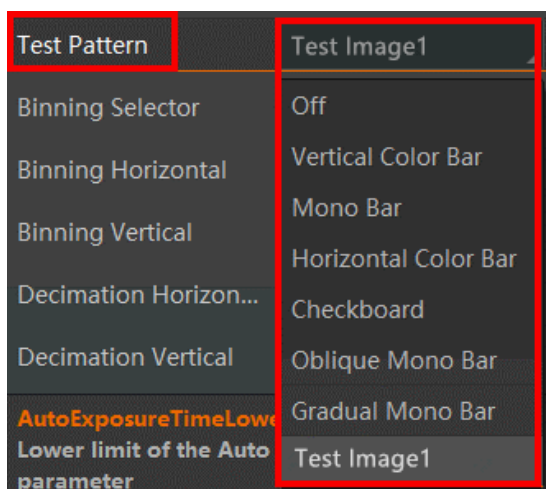 Test Pattern
Test Image1
Binning Selector
Off
Binning Horizontal
Vertical Color Bar
Binning Vertical
Mono Bar
Horizontal Color Bar
Decimation Horizon...
Checkboard
Decimation Vertical
Oblique Mono Bar
AutoExposureTimeLowe
Gradual Mono Bar
Lower limit of the Auto
Test Image1
parameter